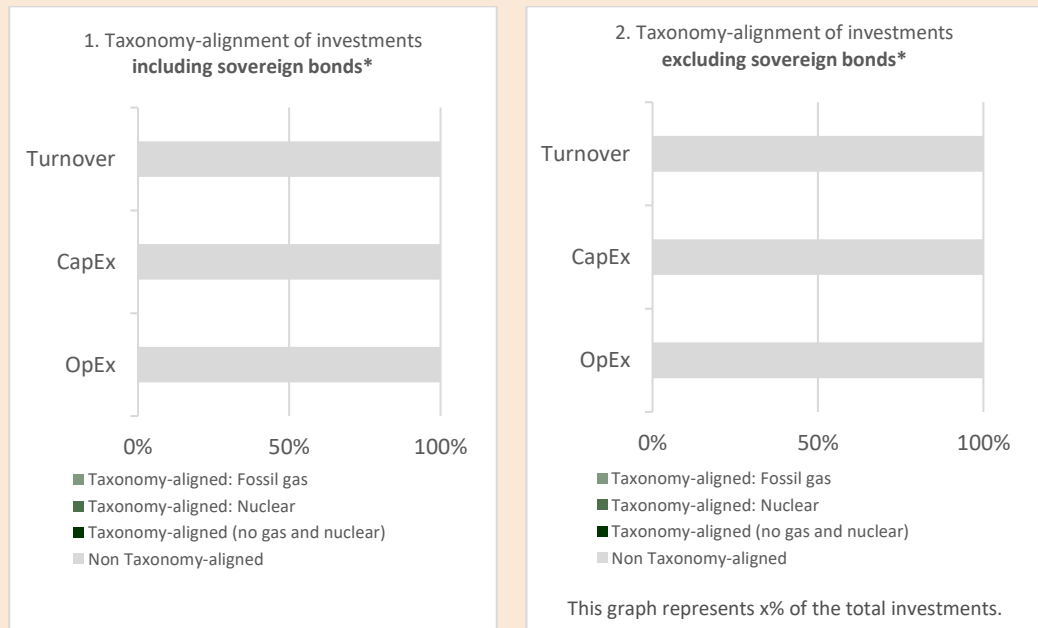 1. Taxonomy-alignment of investments
including sovereign bonds*
Turnover
CapEx
OpEx
0%
50%
100%
Taxonomy-aligned: Fossil gas
Taxonomy-aligned: Nuclear
Taxonomy-aligned (no gas and nuclear)
Non Taxonomy-aligned
2. Taxonomy-alignment of investments
excluding sovereign bonds*
Turnover
CapEx
OpEx
0%
50%
100%
Taxonomy-aligned: Fossil gas
Taxonomy-aligned: Nuclear
Taxonomy-aligned (no gas and nuclear)
Non Taxonomy-aligned
This graph represents x% of the total investments.